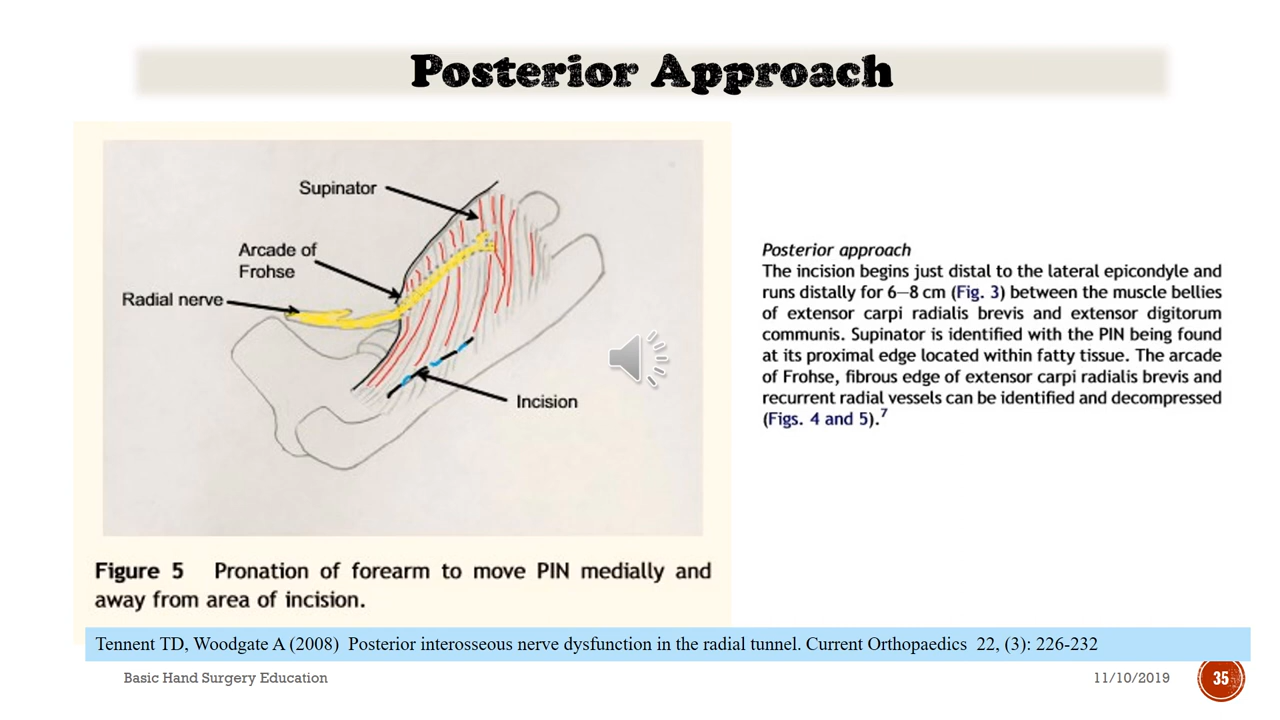 Posterior Approach
Supinator
Arcade of
Frohse
Radial nerve
Incision
Figure 5 Pronation of forearm to move PIN medially and
away from area of incision.
Posterior approach
The incision begins just distal to the lateral epicondyle and
runs distally for 6–8 cm (Fig. 3) between the muscle bellies
of extensor carpi radialis brevis and extensor digitorum
communis. Supinator is identified with the PIN being found
at its proximal edge located within fatty tissue. The arcade
of Frohse, fibrous edge of extensor carpi radialis brevis and
recurrent radial vessels can be identified and decompressed
(Figs. 4 and 5).7
Tennent TD, Woodgate A (2008) Posterior interosseous nerve dysfunction in the radial tunnel. Current Orthopaedics 22, (3): 226-232
Basic Hand Surgery Education
11/10/2019
35